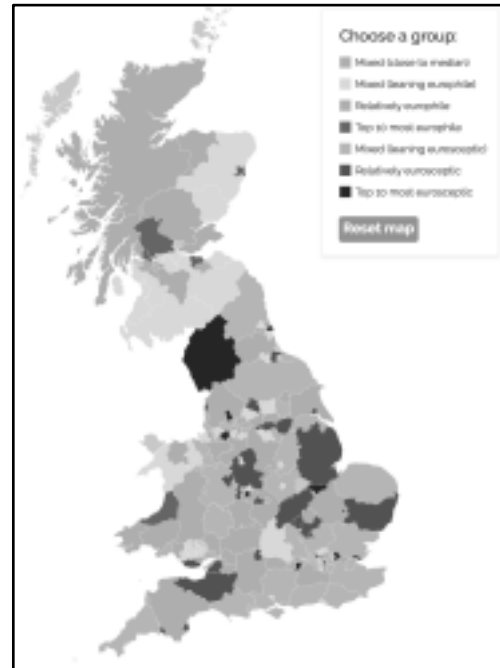 Choose a group:
Mixed (close to median)
Mixed (leaning europhile)
Relatively europhile
Top 10 most europhile
Mixed (leaning eurosceptic)
Relatively eurosceptic
Top 10 most eurosceptic
Reset map